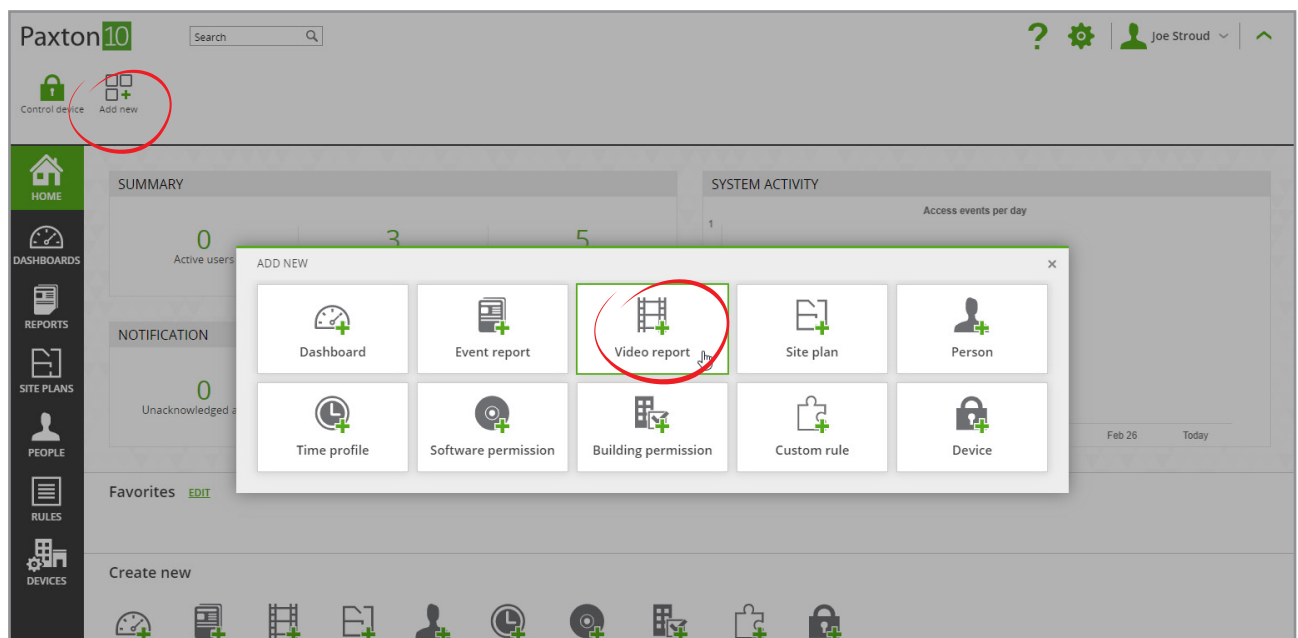 Paxton10
Search
Joe Stroud
Control device
Add new
HOME
DASHBOARDS
REPORTS
SITE PLANS
PEOPLE
RULES
DEVICES
SUMMARY
0
3
5
Active users
SYSTEM ACTIVITY
Access events per day
1
Feb 26
Today
NOTIFICATION
0
Unacknowledged a
ADD NEW
Dashboard
Event report
Video report
Site plan
Person
Time profile
Software permission
Building permission
Custom rule
Device
Favorites EDIT
Create new